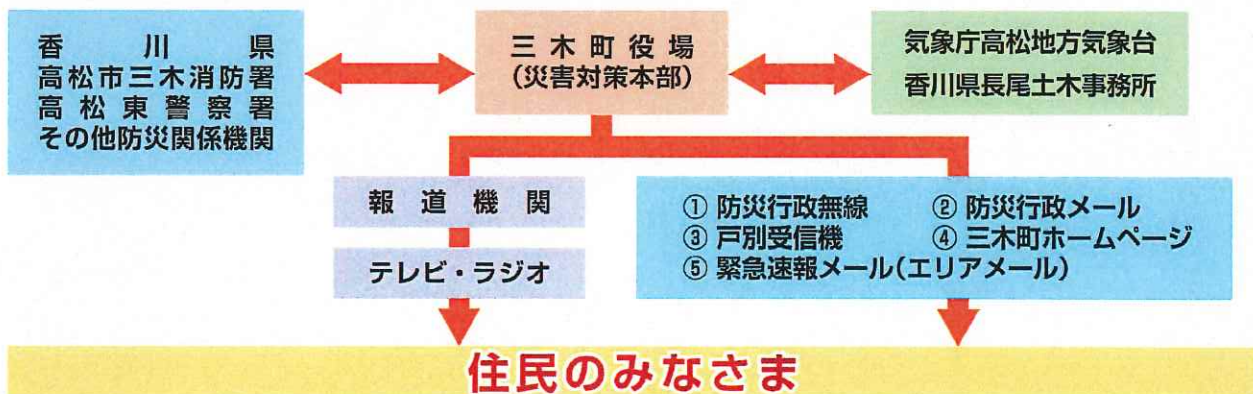 香川県
高松市三木消防署
高松東警察署
その他防災関係機関
三木町役場
(災害対策本部)
気象庁高松地方気象台
香川県長尾土木事務所
報道機関
テレビ・ラジオ
① 防災行政無線 ② 防災行政メール
③ 戸別受信機 ④ 三木町ホームページ
⑤ 緊急速報メール(エリアメール)
住民のみなさま